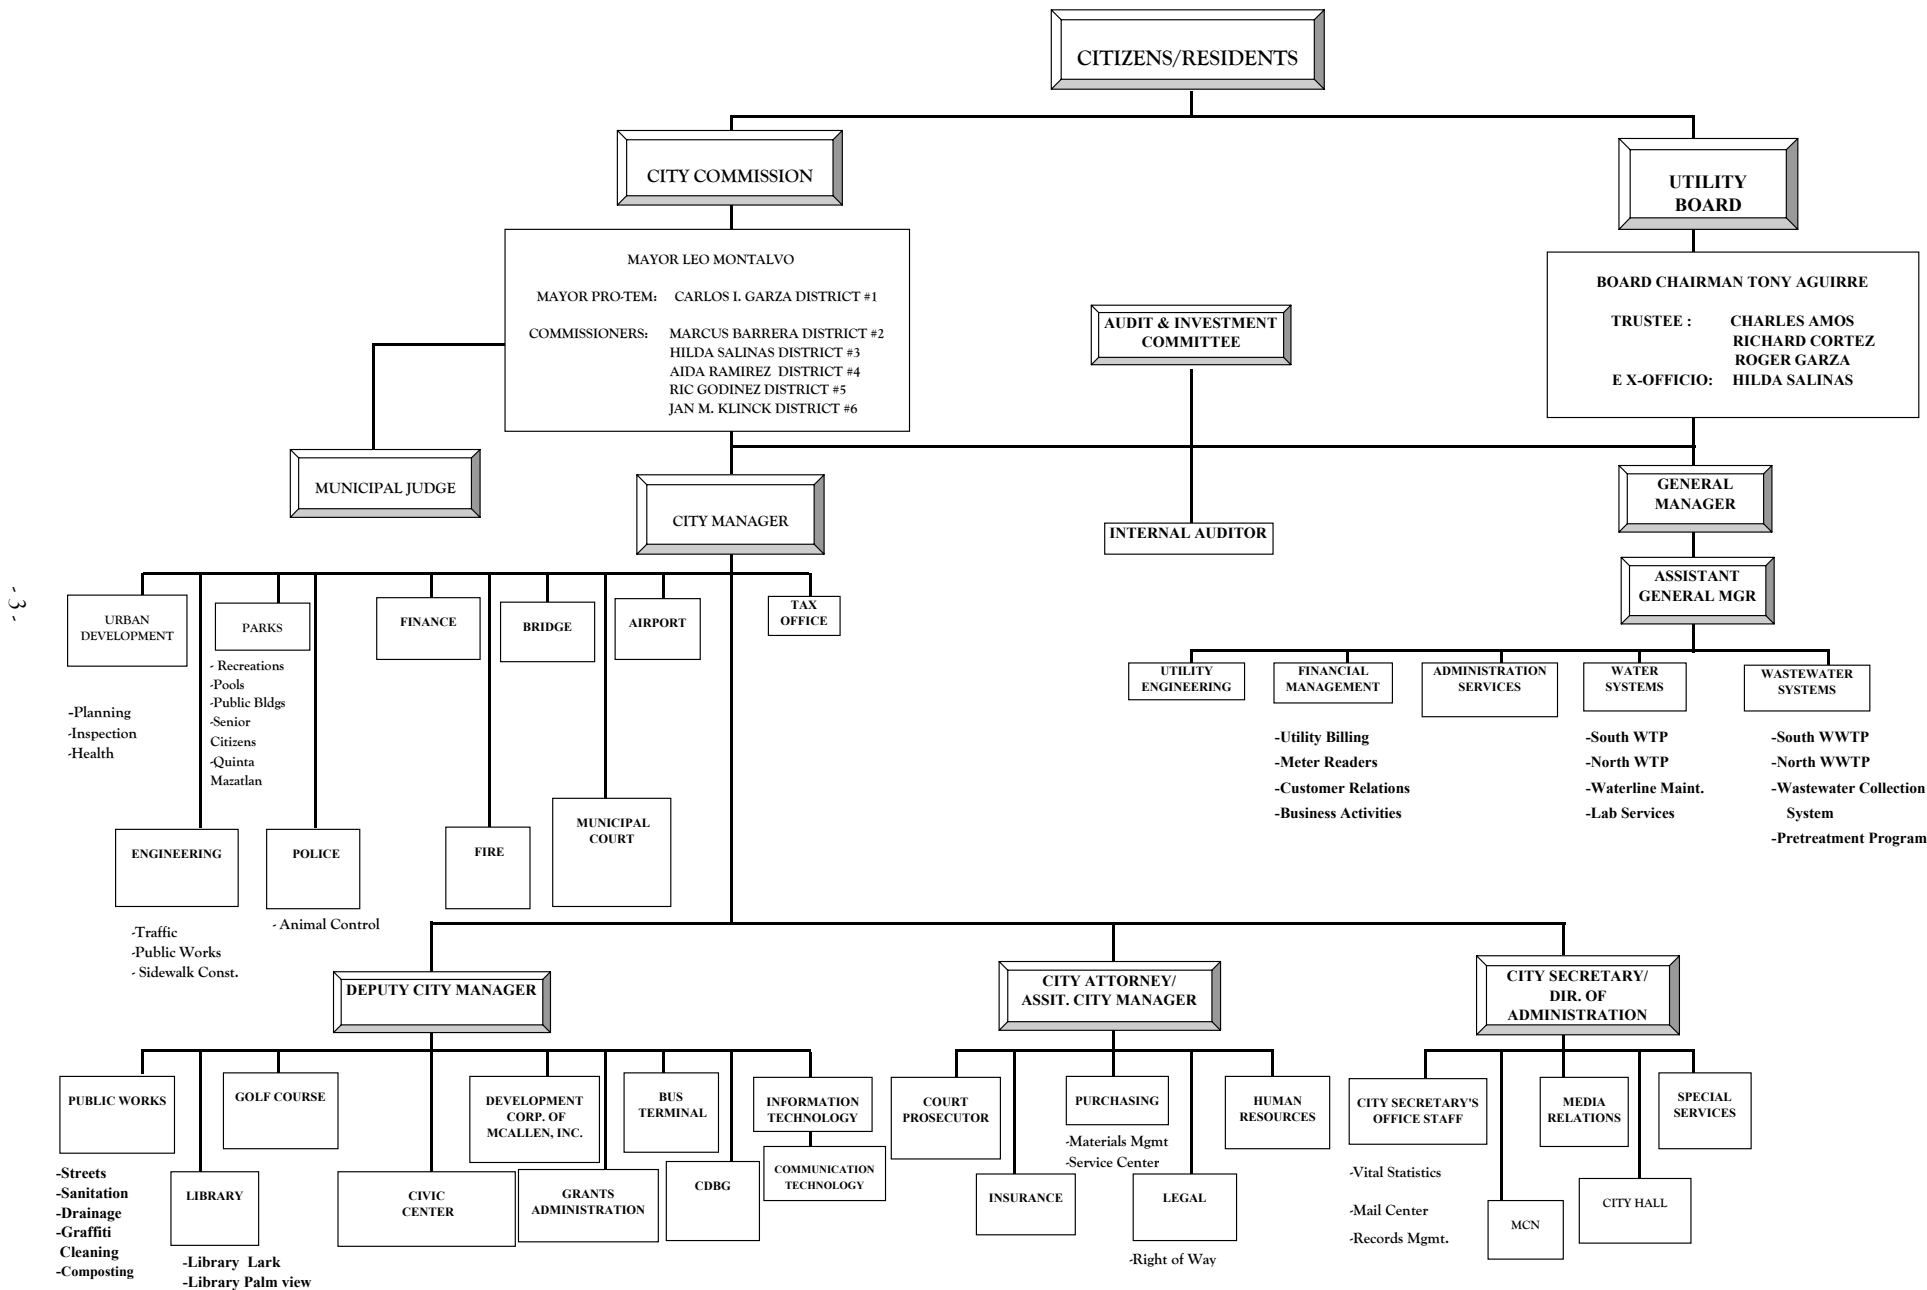 CITIZENS/RESIDENTS
CITY COMMISSION
UTILITY
BOARD
MAYOR LEO MONTALVO
MAYOR PRO-TEM: CARLOS I. GARZA DISTRICT #1
COMMISSIONERS: MARCUS BARRERA DISTRICT #2
HILDA SALINAS DISTRICT #3
AIDA RAMIREZ DISTRICT #4
RIC GODINEZ DISTRICT #5
JAN M. KLINCK DISTRICT #6
BOARD CHAIRMAN TONY AGUIRRE
TRUSTEE : CHARLES AMOS
RICHARD CORTEZ
ROGER GARZA
E X-OFFICIO: HILDA SALINAS
AUDIT & INVESTMENT
COMMITTEE
MUNICIPAL JUDGE
CITY MANAGER
INTERNAL AUDITOR
GENERAL
MANAGER
ASSISTANT
GENERAL MGR
- 3 -
URBAN
DEVELOPMENT
-Planning
-Inspection
-Health
PARKS
- Recreations
-Pools
-Public Bldgs
-Senior
Citizens
-Quinta
Mazatlan
FINANCE
BRIDGE
AIRPORT
TAX
OFFICE
ENGINEERING
-Traffic
-Public Works
- Sidewalk Const.
POLICE
- Animal Control
FIRE
MUNICIPAL
COURT
UTILITY
ENGINEERING
FINANCIAL
MANAGEMENT
-Utility Billing
-Meter Readers
-Customer Relations
-Business Activities
ADMINISTRATION
SERVICES
WATER
SYSTEMS
-South WTP
-North WTP
-Waterline Maint.
-Lab Services
WASTEWATER
SYSTEMS
-South WWTP
-North WWTP
-Wastewater Collection
System
-Pretreatment Program
DEPUTY CITY MANAGER
CITY ATTORNEY/
ASSIT. CITY MANAGER
CITY SECRETARY/
DIR. OF
ADMINISTRATION
PUBLIC WORKS
-Streets
-Sanitation
-Drainage
-Graffiti
Cleaning
-Composting
LIBRARY
-Library Lark
-Library Palm view
GOLF COURSE
CIVIC
CENTER
DEVELOPMENT
CORP. OF
MCALLEN, INC.
GRANTS
ADMINISTRATION
BUS
TERMINAL
CDBG
INFORMATION
TECHNOLOGY
COMMUNICATION
TECHNOLOGY
COURT
PROSECUTOR
INSURANCE
PURCHASING
-Materials Mgmt
-Service Center
LEGAL
-Right of Way
HUMAN
RESOURCES
CITY SECRETARY'S
OFFICE STAFF
-Vital Statistics
-Mail Center
-Records Mgmt.
MCN
MEDIA
RELATIONS
CITY HALL
SPECIAL
SERVICES